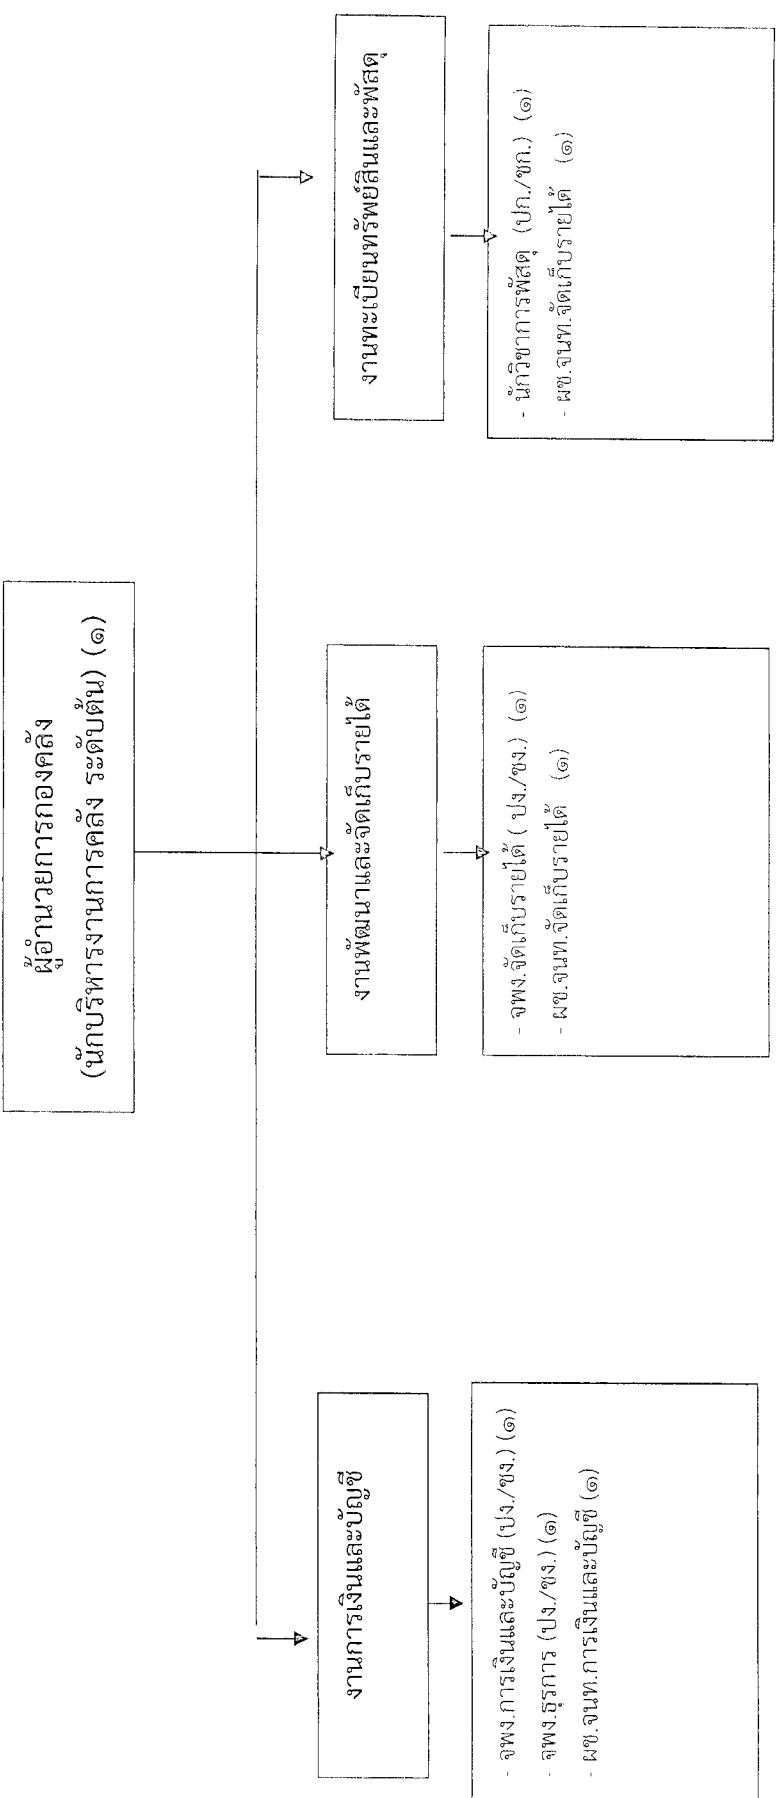 ผู้อำนวยการกองคลัง
(นักบริหารงานการคลัง ระดับต้น) (๑)
งานการเงินและบัญชี
- จพง.การเงินและบัญชี (ปง./ชง.) (๑)
- จพง.ธุรการ (ปง./ชง.) (๑)
- ผช.จนท.การเงินและบัญชี (๑)
งานพัฒนาและจัดเก็บรายได้
- จพง.จัดเก็บรายได้ ( ปง./ชง.) (๑)
- ผช.จนท.จัดเก็บรายได้ (๑)
งานทะเบียนทรัพย์สินและพัสดุ
- นักวิชาการพัสดุ (ปก./ชก.) (๑)
- ผช.จนท.จัดเก็บรายได้ (๑)